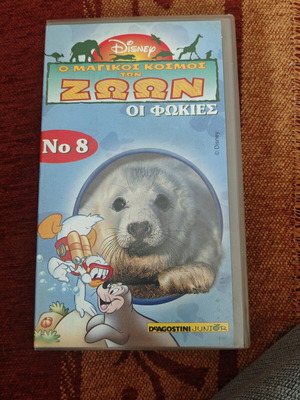 Disney
Ο ΜΑΓΙΚΟΣ ΚΟΣΜΟΣ
ΤΩΝ
ΖΩΩΝ
ΟΙ ΦΩΚΙΕΣ
No 8
© Disney
DeAGOSTINI JUNIOR